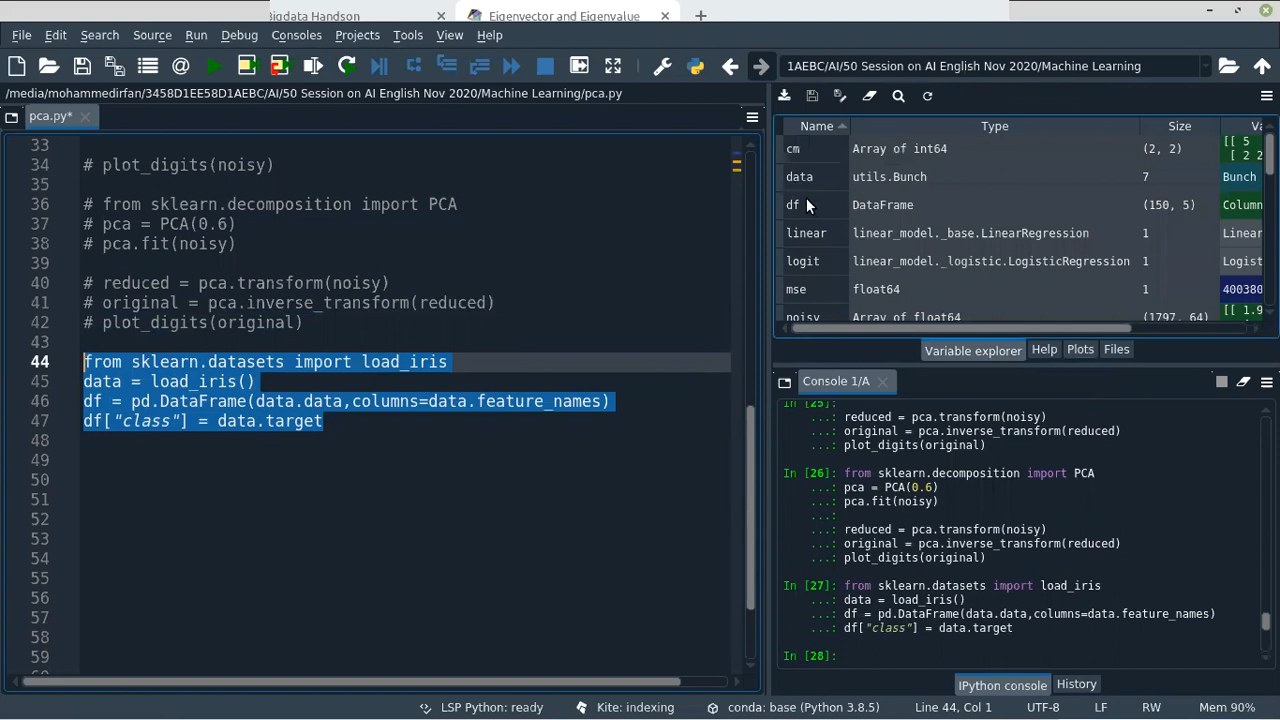 Bigdata Handson
Eigenvector and Eigenvalue
File Edit Search Source Run Debug Consoles Projects Tools View Help
1AEBC/AI/50 Session on AI English Nov 2020/Machine Learning
/media/mohammedirfan/3458D1EE58D1AEBC/AI/50 Session on AI English Nov 2020/Machine Learning/pca.py
pca.py*
33
34 # plot_digits(noisy)
35
36 # from sklearn.decomposition import PCA
37 # pca = PCA(0.6)
38 # pca.fit(noisy)
39
40 # reduced = pca.transform(noisy)
41 # original = pca.inverse_transform(reduced)
42 # plot_digits(original)
43
44 from sklearn.datasets import load_iris
45 data = load_iris()
46 df = pd.DataFrame(data.data,columns=data.feature_names)
47 df["class"] = data.target
48
49
50
51
52
53
54
55
56
57
58
59
Name Type Size Va
cm Array of int64 (2, 2) [[ 5
[ 2 2
data utils.Bunch 7 Bunch
df DataFrame (150, 5) Column
linear linear_model._base.LinearRegression 1 Linear
logit linear_model._logistic.LogisticRegression 1 Logist
mse float64 1 400380
noisy Array of float64 (1797, 64) [[ 1.9
Variable explorer Help Plots Files
Console 1/A
In [25]:
...: reduced = pca.transform(noisy)
...: original = pca.inverse_transform(reduced)
...: plot_digits(original)
In [26]: from sklearn.decomposition import PCA
...: pca = PCA(0.6)
...: pca.fit(noisy)
...:
...: reduced = pca.transform(noisy)
...: original = pca.inverse_transform(reduced)
...: plot_digits(original)
In [27]: from sklearn.datasets import load_iris
...: data = load_iris()
...: df = pd.DataFrame(data.data,columns=data.feature_names)
...: df["class"] = data.target
In [28]:
IPython console History
LSP Python: ready Kite: indexing conda: base (Python 3.8.5) Line 44, Col 1 UTF-8 LF RW Mem 90%